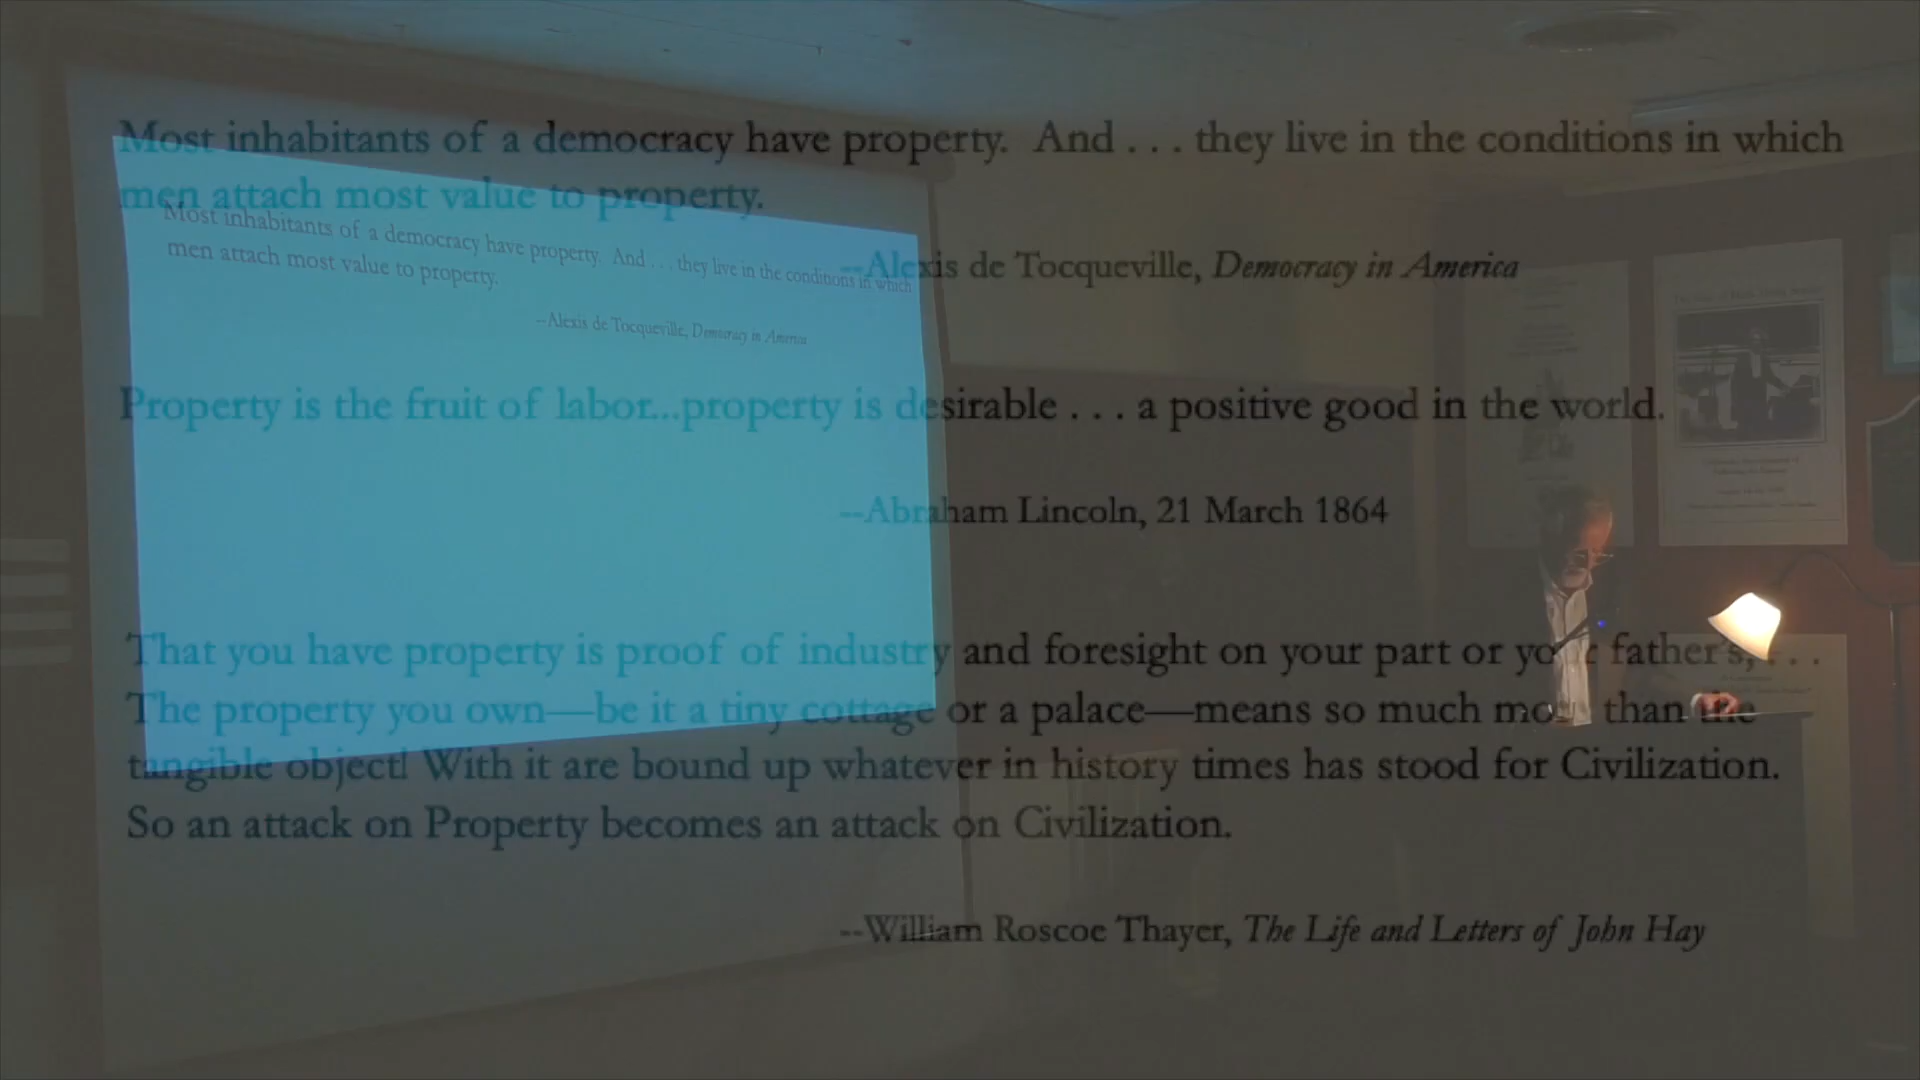 Most inhabitants of a democracy have property. And . . . they live in the conditions in which
men attach most value to property.
--Alexis de Tocqueville, Democracy in America
Property is the fruit of labor...property is desirable . . . a positive good in the world.
--Abraham Lincoln, 21 March 1864
That you have property is proof of industry and foresight on your part or your father's, . . .
The property you own—be it a tiny cottage or a palace—means so much more than the
tangible object! With it are bound up whatever in history times has stood for Civilization.
So an attack on Property becomes an attack on Civilization.
--William Roscoe Thayer, The Life and Letters of John Hay
Most inhabitants of a democracy have property. And . . . they live in the conditions in which
men attach most value to property.
--Alexis de Tocqueville, Democracy in America